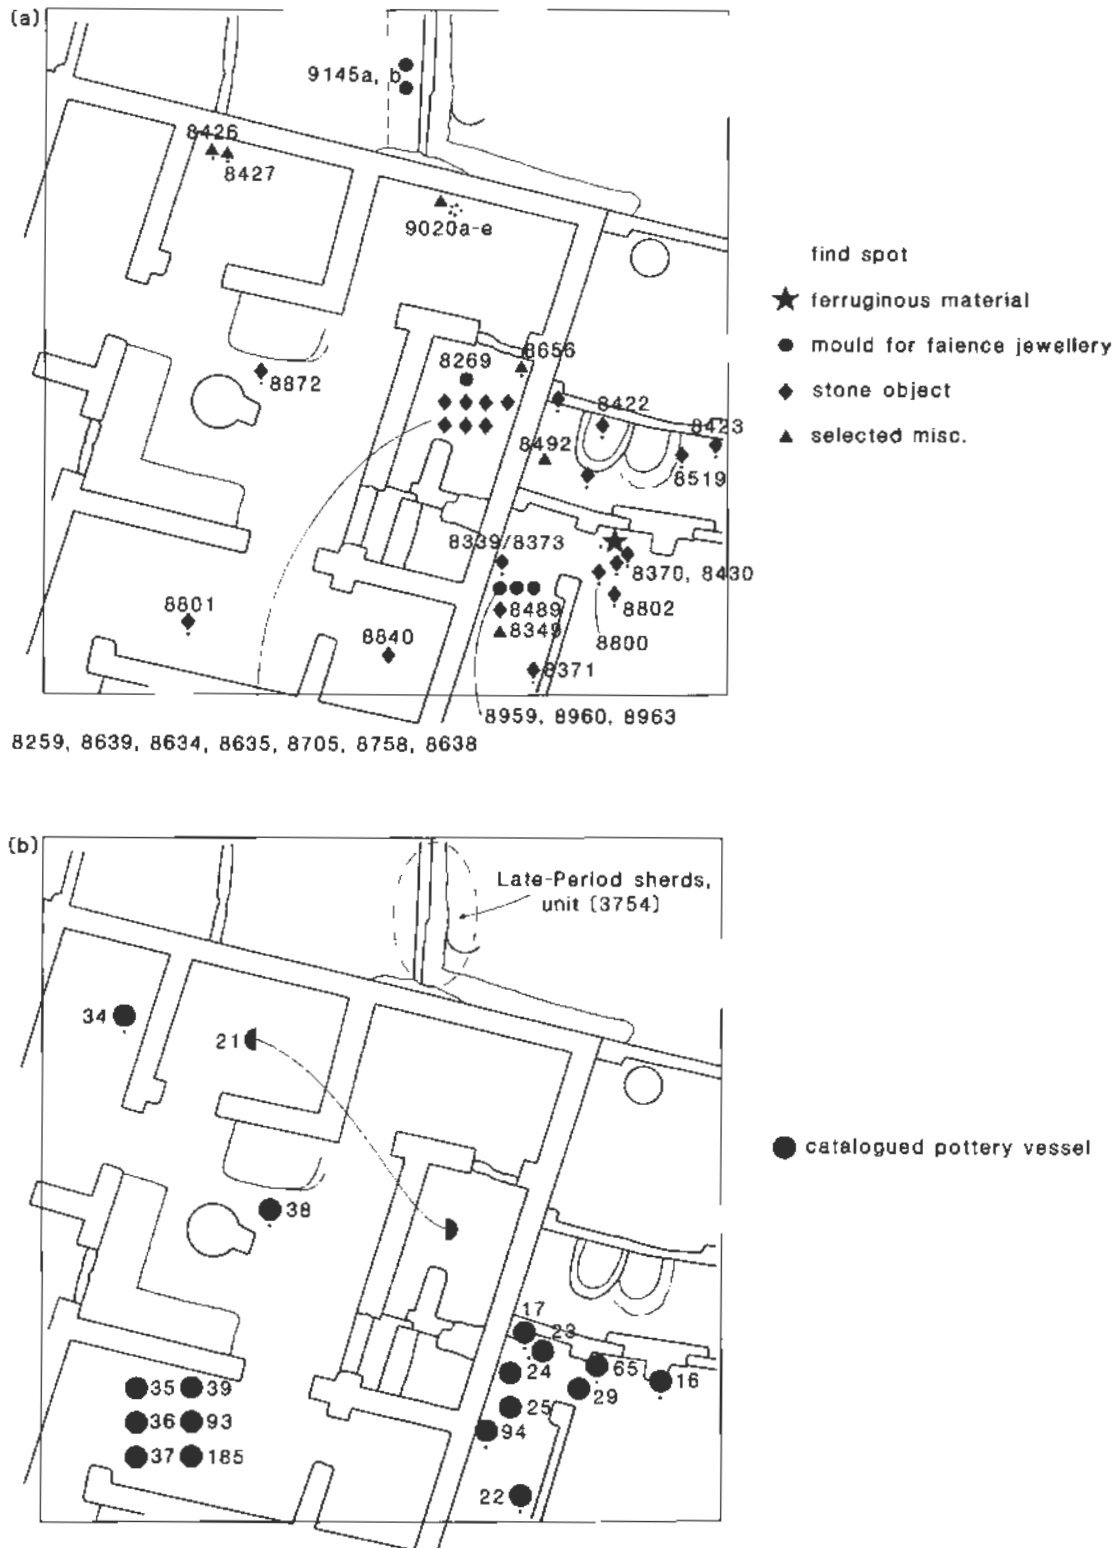 (a)
9145a, b
8426
8427
9020a-e
find spot
ferruginous material
mould for faience jewellery
stone object
selected misc.
8269
8656
8872
8422
8423
8492
8519
8339/8373
8370, 8430
8489
8802
8349
8800
8801
8840
8371
8959, 8960, 8963
8259, 8639, 8634, 8635, 8705, 8758, 8638
(b)
Late-Period sherds,
unit (3754)
34
21
catalogued pottery vessel
38
17
23
65
24
16
29
35
39
25
36
93
94
37
185
22